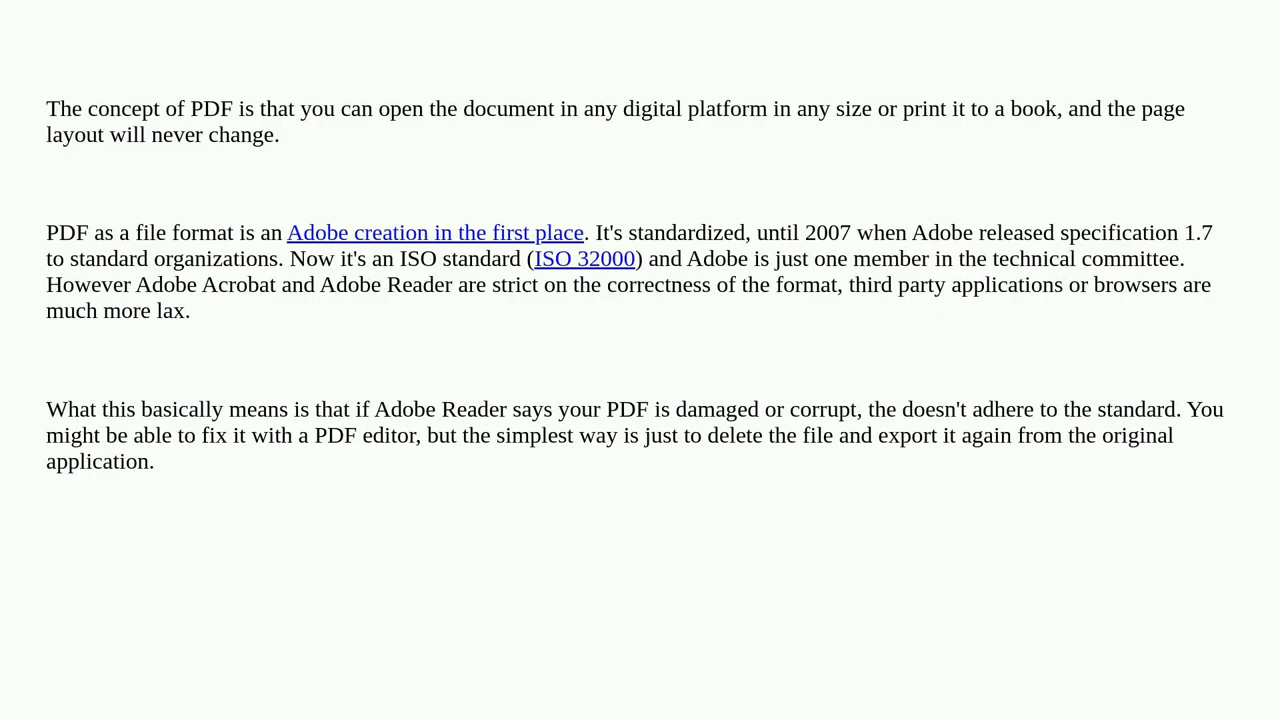 The concept of PDF is that you can open the document in any digital platform in any size or print it to a book, and the page
layout will never change.
PDF as a file format is an Adobe creation in the first place. It's standardized, until 2007 when Adobe released specification 1.7
to standard organizations. Now it's an ISO standard (ISO 32000) and Adobe is just one member in the technical committee.
However Adobe Acrobat and Adobe Reader are strict on the correctness of the format, third party applications or browsers are
much more lax.
What this basically means is that if Adobe Reader says your PDF is damaged or corrupt, the doesn't adhere to the standard. You
might be able to fix it with a PDF editor, but the simplest way is just to delete the file and export it again from the original
application.